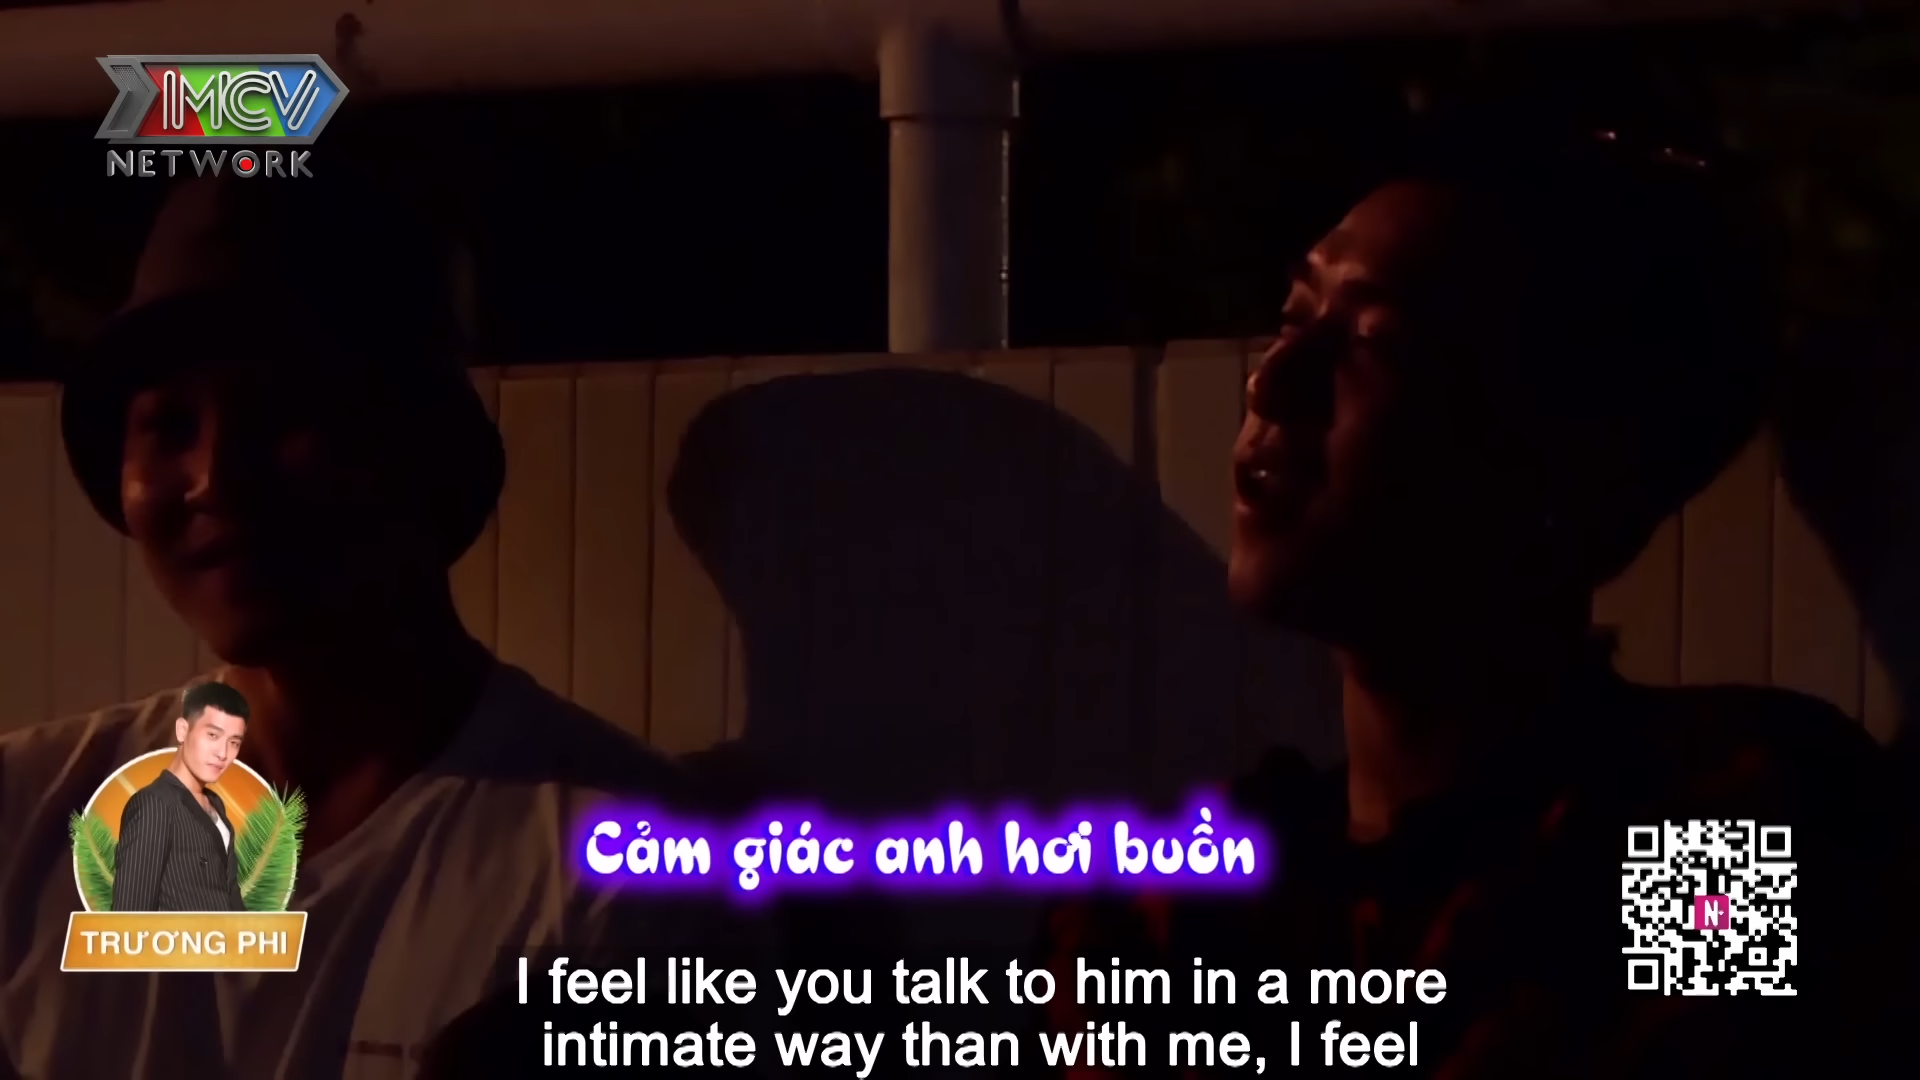 MCV
NETWORK
Cảm giác anh hơi buồn
TRƯƠNG PHI
N+
I feel like you talk to him in a more
intimate way than with me, I feel